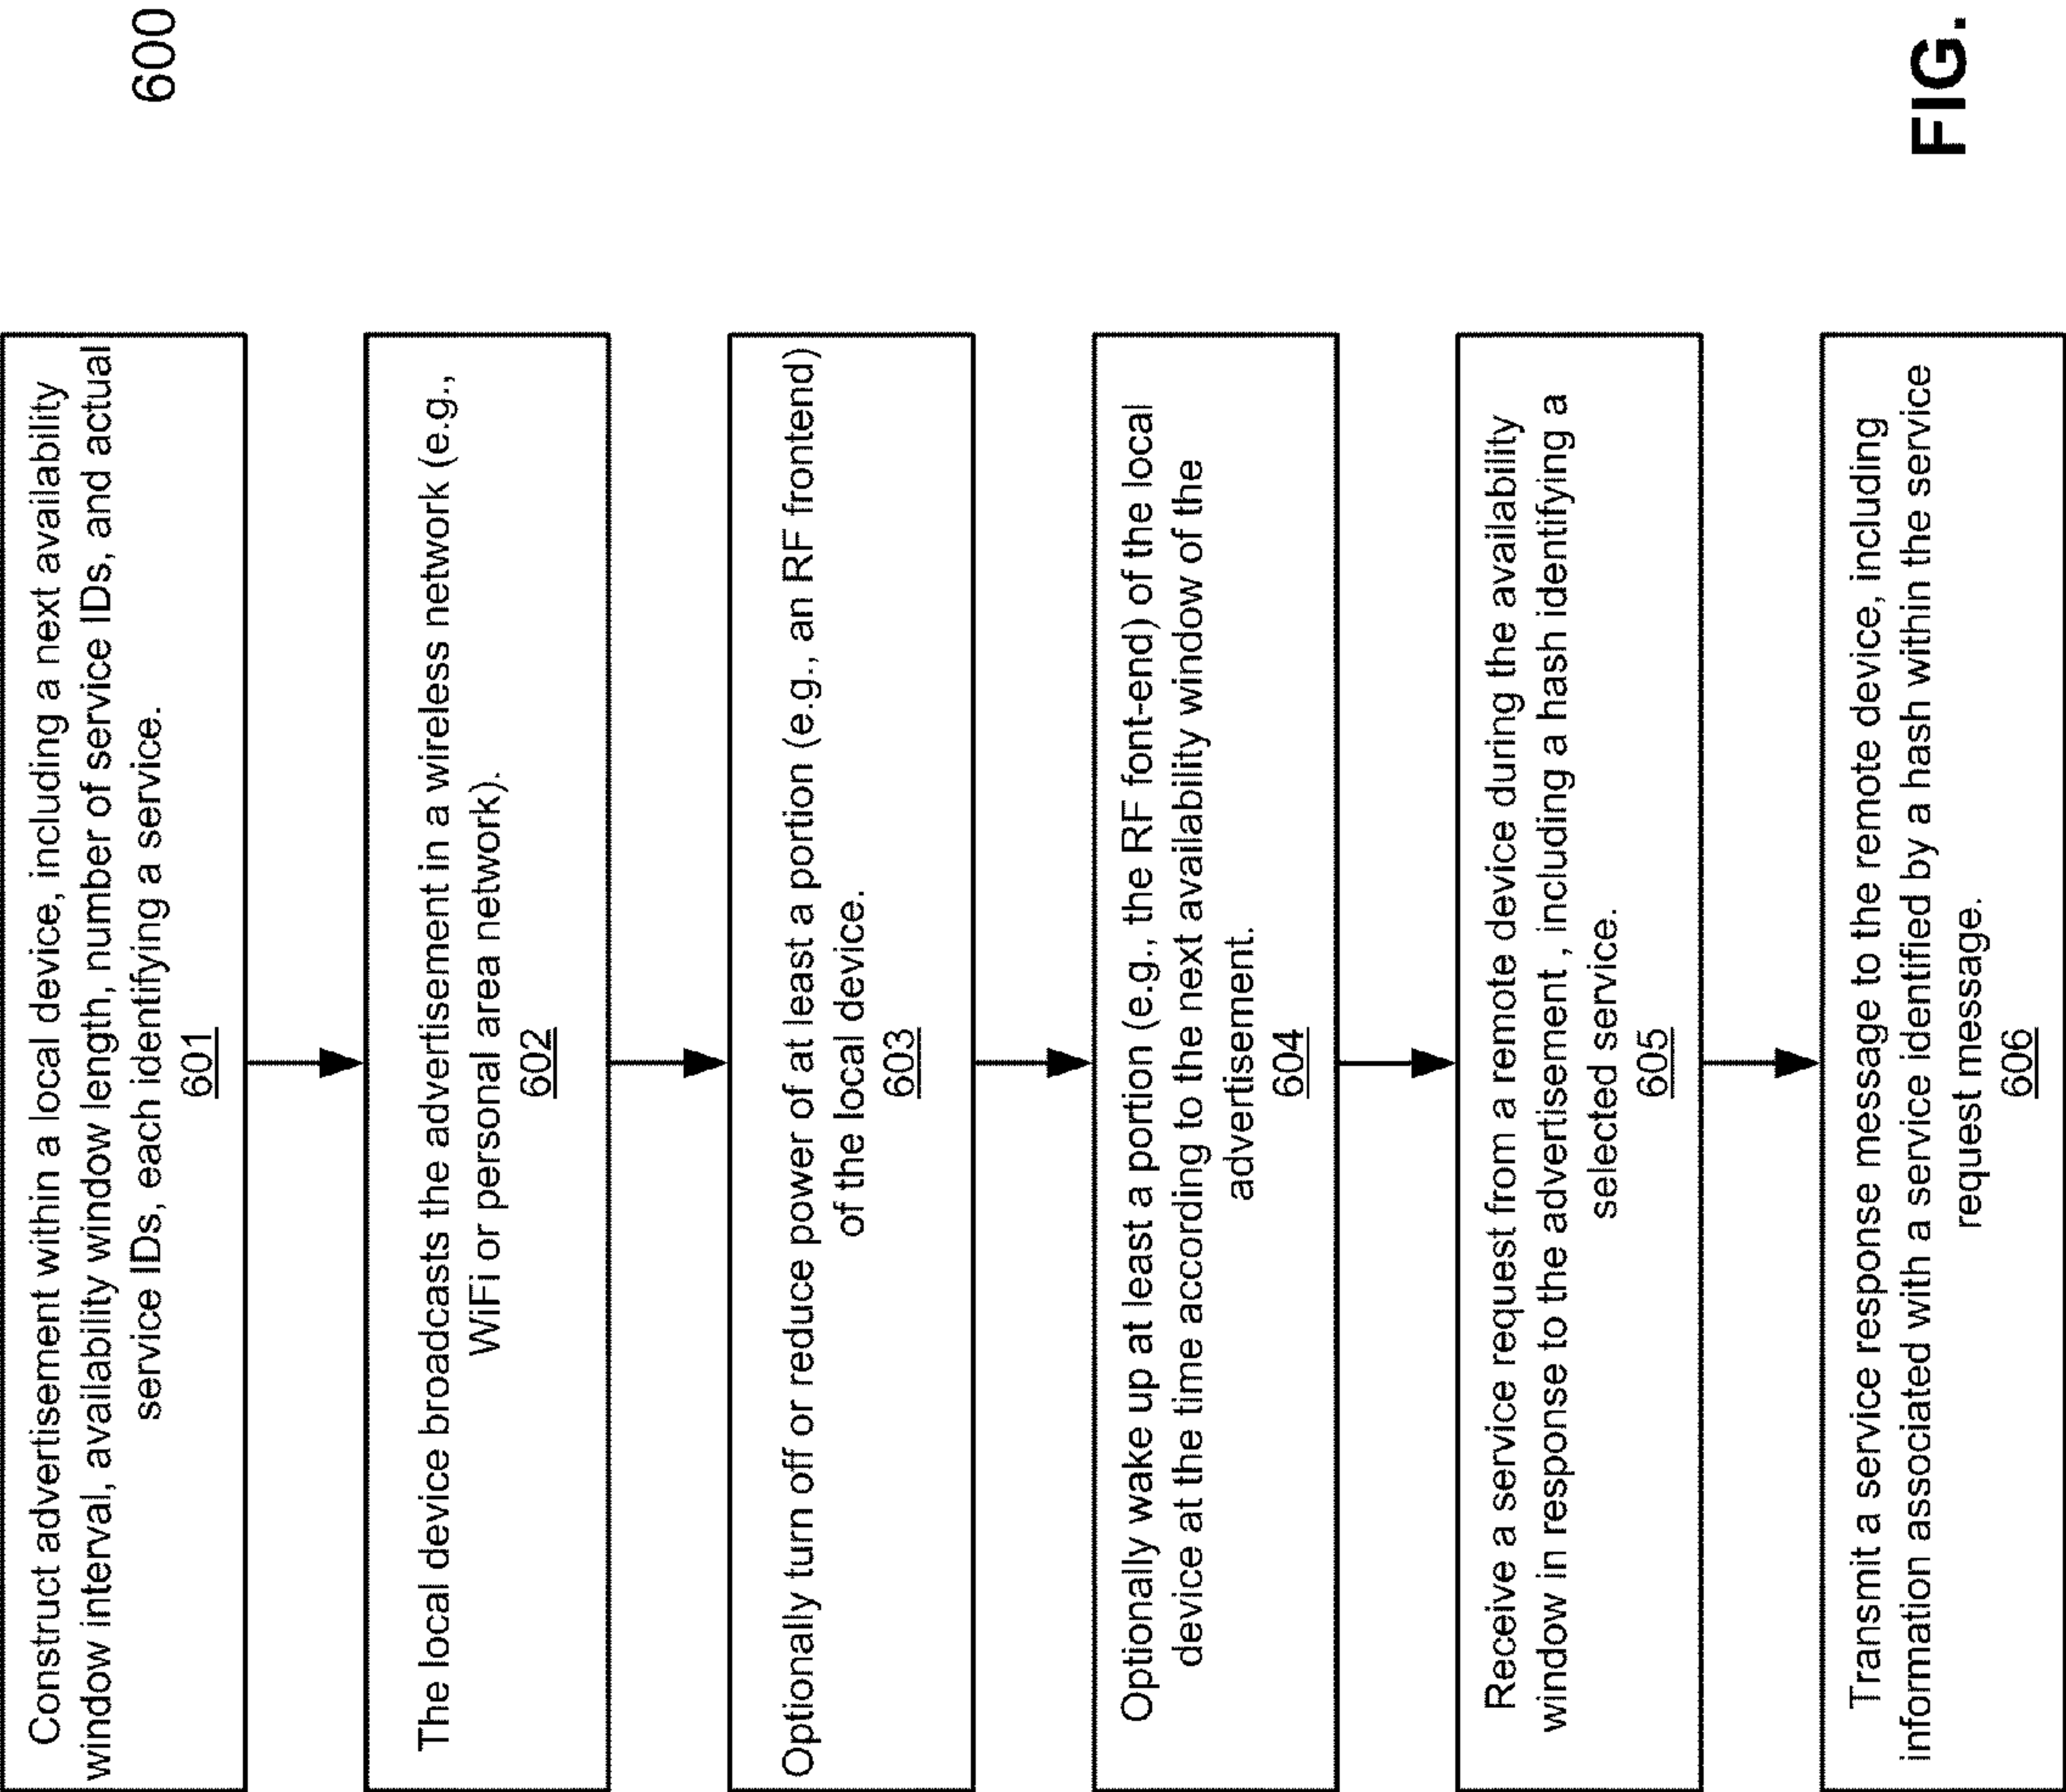 600
Construct advertisement within a local device, including a next availability
window interval, availability window length, number of service IDs, and actual
service IDs, each identifying a service.
601
The local device broadcasts the advertisement in a wireless network (e.g.,
WiFi or personal area network).
602
Optionally turn off or reduce power of at least a portion (e.g., an RF frontend)
of the local device.
603
Optionally wake up at least a portion (e.g., the RF font-end) of the local
device at the time according to the next availability window of the
advertisement.
604
Receive a service request from a remote device during the availability
window in response to the advertisement , including a hash identifying a
selected service.
605
Transmit a service response message to the remote device, including
information associated with a service identified by a hash within the service
request message.
606
FIG.